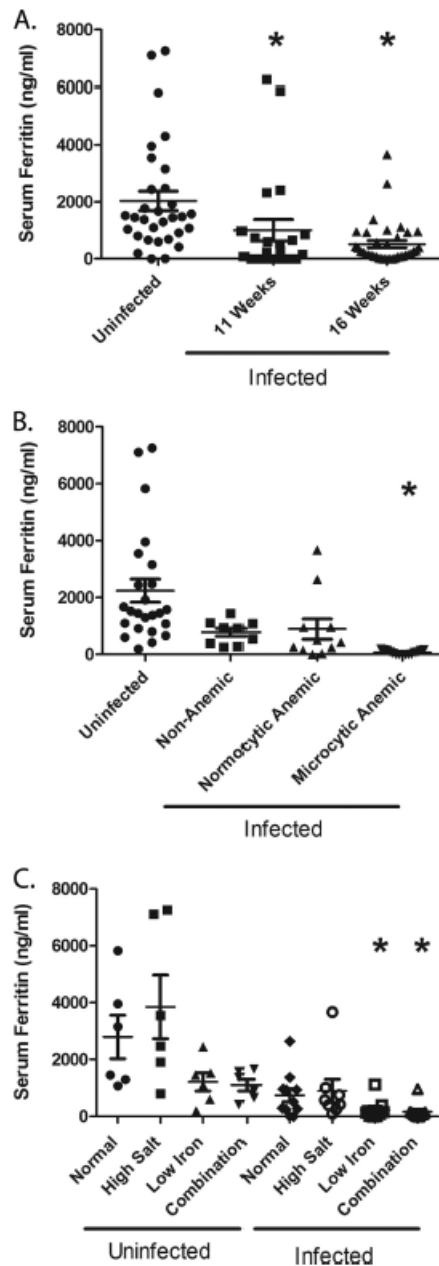 A.
*
*
Serum Ferritin (ng/ml)
8000
6000
4000
2000
0
Uninfected
11 Weeks
16 Weeks
Infected
B.
*
Serum Ferritin (ng/ml)
8000
6000
4000
2000
0
Uninfected
Non-Anemic
Normocytic Anemic
Microcytic Anemic
Infected
C.
*
*
Serum Ferritin (ng/ml)
8000
6000
4000
2000
0
Normal
High Salt
Low Iron
Combination
Normal
High Salt
Low Iron
Combination
Uninfected
Infected